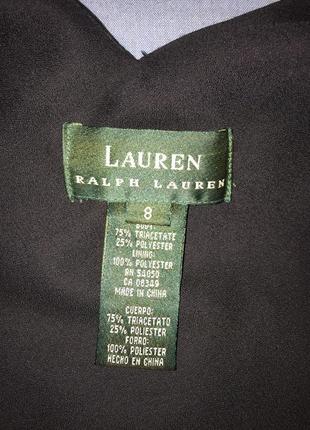 LAUREN
RALPH LAUREN
8
BODY:
75% TRIACETATE
25% POLYESTER
LINING:
100% POLYESTER
RN 54050
CA 08349
MADE IN CHINA
CUERPO:
75% TRIACETATO
25% POLIESTER
FORRO:
100% POLIESTER
HECHO EN CHINA